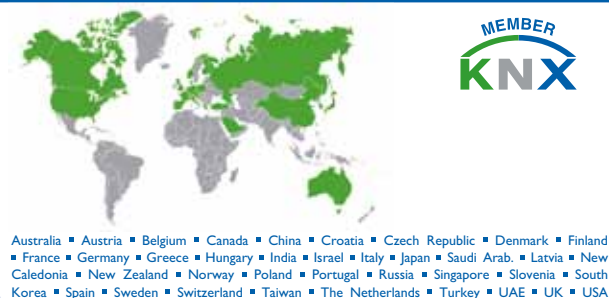 MEMBER
KNX
Australia ▪ Austria ▪ Belgium ▪ Canada ▪ China ▪ Croatia ▪ Czech Republic ▪ Denmark ▪ Finland
▪ France ▪ Germany ▪ Greece ▪ Hungary ▪ India ▪ Israel ▪ Italy ▪ Japan ▪ Saudi Arab. ▪ Latvia ▪ New
Caledonia ▪ New Zealand ▪ Norway ▪ Poland ▪ Portugal ▪ Russia ▪ Singapore ▪ Slovenia ▪ South
Korea ▪ Spain ▪ Sweden ▪ Switzerland ▪ Taiwan ▪ The Netherlands ▪ Turkey ▪ UAE ▪ UK ▪ USA